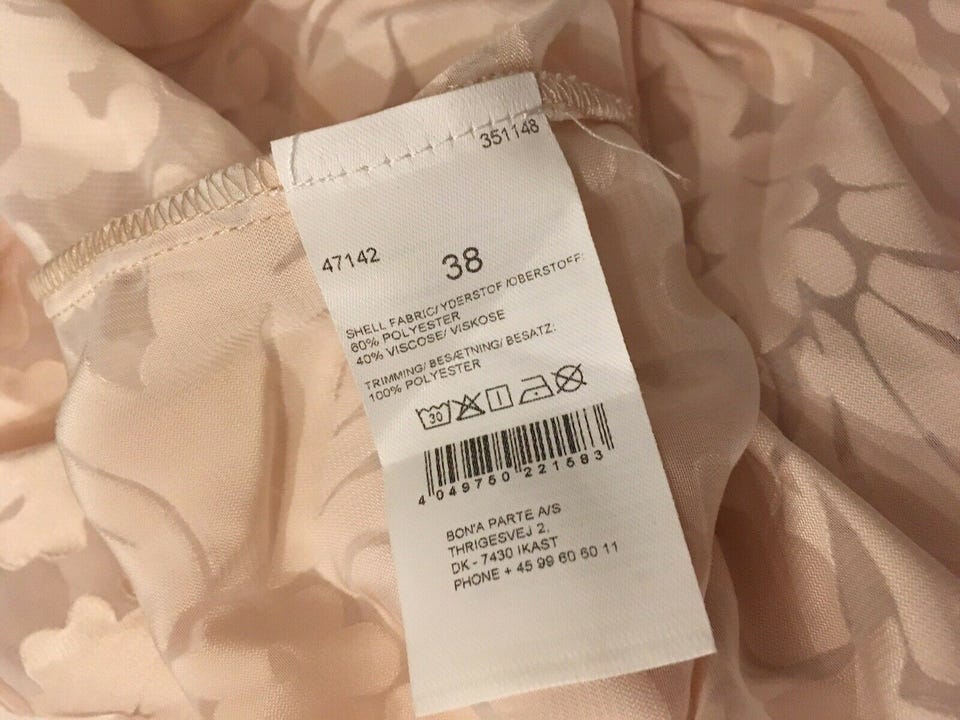 351148
47142
38
SHELL FABRIC/ YDERSTOF /OBERSTOFF:
60% POLYESTER
40% VISCOSE/ VISKOSE
TRIMMING/ BESÆTNING/ BESATZ:
100% POLYESTER
30
4 049750 221583
BON'A PARTE A/S
THRIGESVEJ 2,
DK - 7430 IKAST
PHONE + 45 99 60 60 11